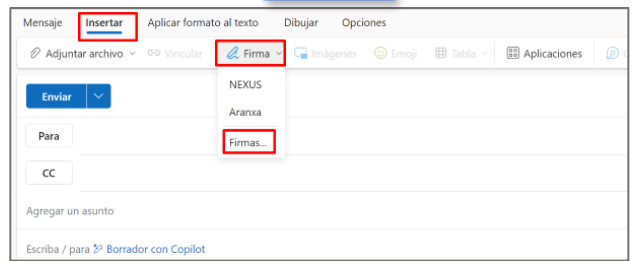 Mensaje Insertar Aplicar formato al texto Dibujar Opciones
Adjuntar archivo Vincular Firma Imágenes Emoji Tabla Aplicaciones
NEXUS
Enviar
Aranxa
Para
Firmas...
CC
Agregar un asunto
Escriba / para Borrador con Copilot